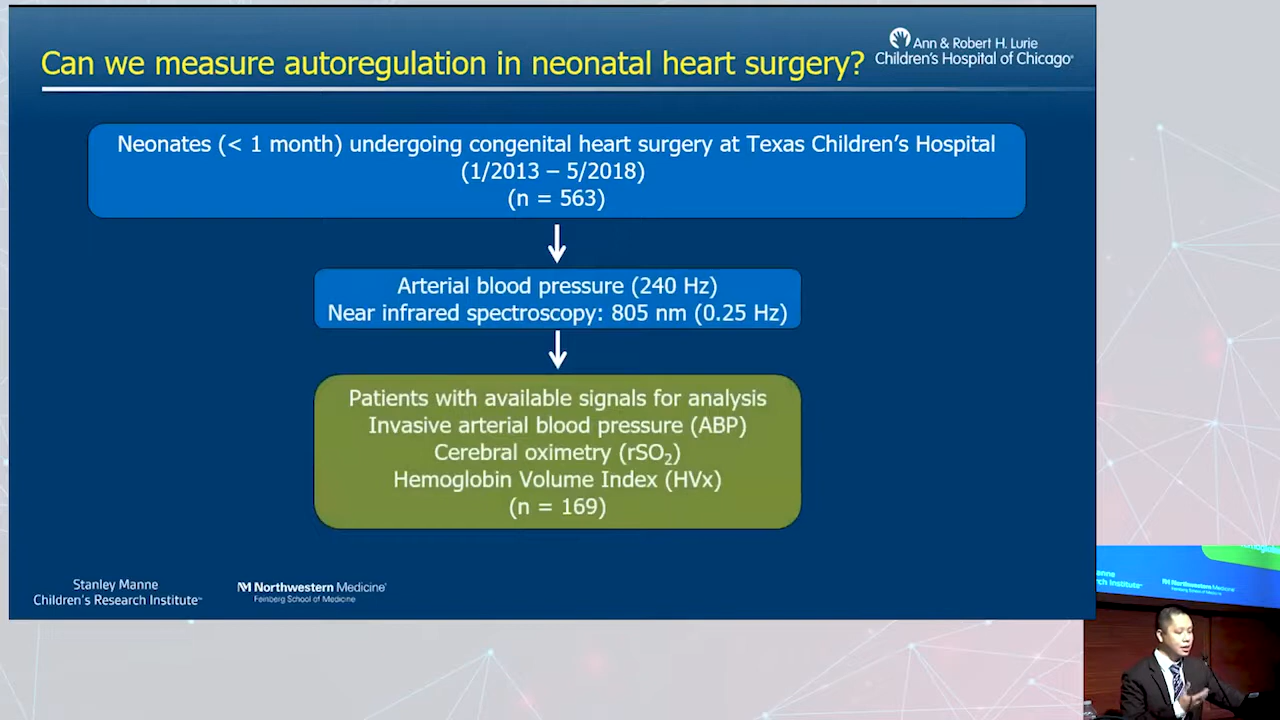 Can we measure autoregulation in neonatal heart surgery?
Ann & Robert H. Lurie
Children's Hospital of Chicago®
Neonates (< 1 month) undergoing congenital heart surgery at Texas Children's Hospital
(1/2013 – 5/2018)
(n = 563)
Arterial blood pressure (240 Hz)
Near infrared spectroscopy: 805 nm (0.25 Hz)
Patients with available signals for analysis
Invasive arterial blood pressure (ABP)
Cerebral oximetry (rSO₂)
Hemoglobin Volume Index (HVx)
(n = 169)
Stanley Manne
Children's Research Institute™
Northwestern Medicine®
Feinberg School of Medicine
Northwestern Medicine